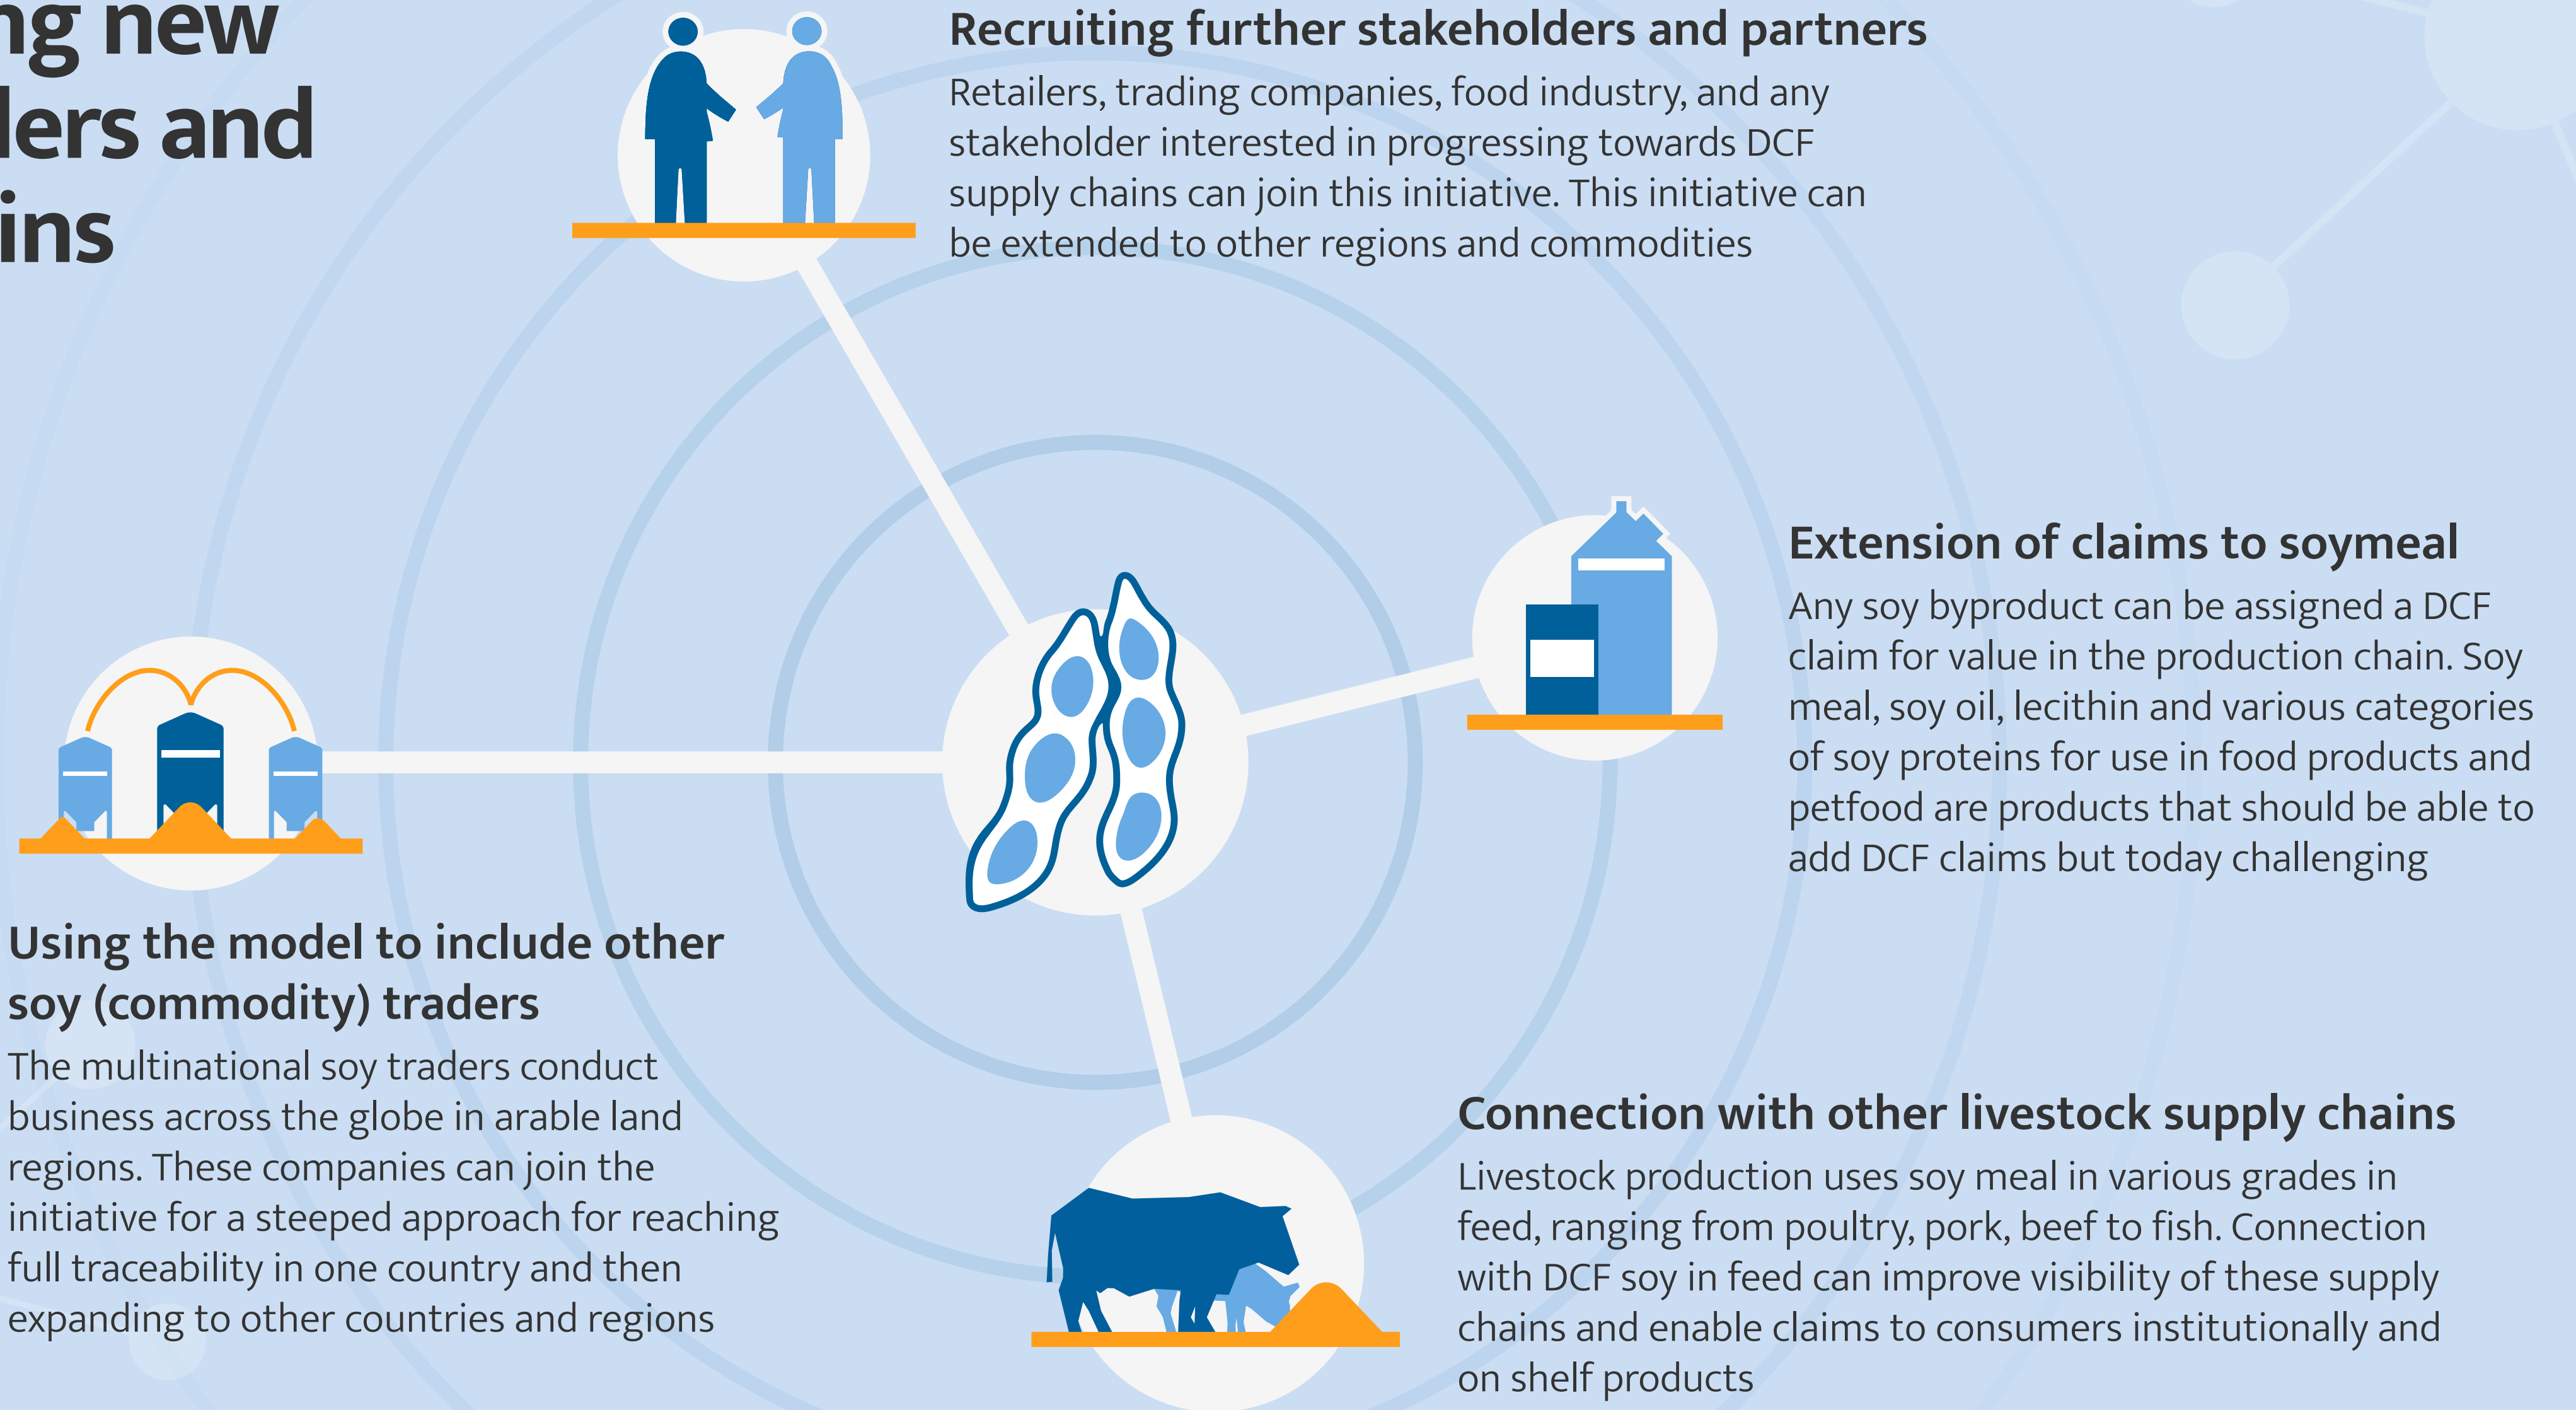 ng new
lers and
ins
Recruiting further stakeholders and partners
Retailers, trading companies, food industry, and any
stakeholder interested in progressing towards DCF
supply chains can join this initiative. This initiative can
be extended to other regions and commodities
Extension of claims to soymeal
Any soy byproduct can be assigned a DCF
claim for value in the production chain. Soy
meal, soy oil, lecithin and various categories
of soy proteins for use in food products and
petfood are products that should be able to
add DCF claims but today challenging
Using the model to include other
soy (commodity) traders
The multinational soy traders conduct
business across the globe in arable land
regions. These companies can join the
initiative for a steeped approach for reaching
full traceability in one country and then
expanding to other countries and regions
Connection with other livestock supply chains
Livestock production uses soy meal in various grades in
feed, ranging from poultry, pork, beef to fish. Connection
with DCF soy in feed can improve visibility of these supply
chains and enable claims to consumers institutionally and
on shelf products